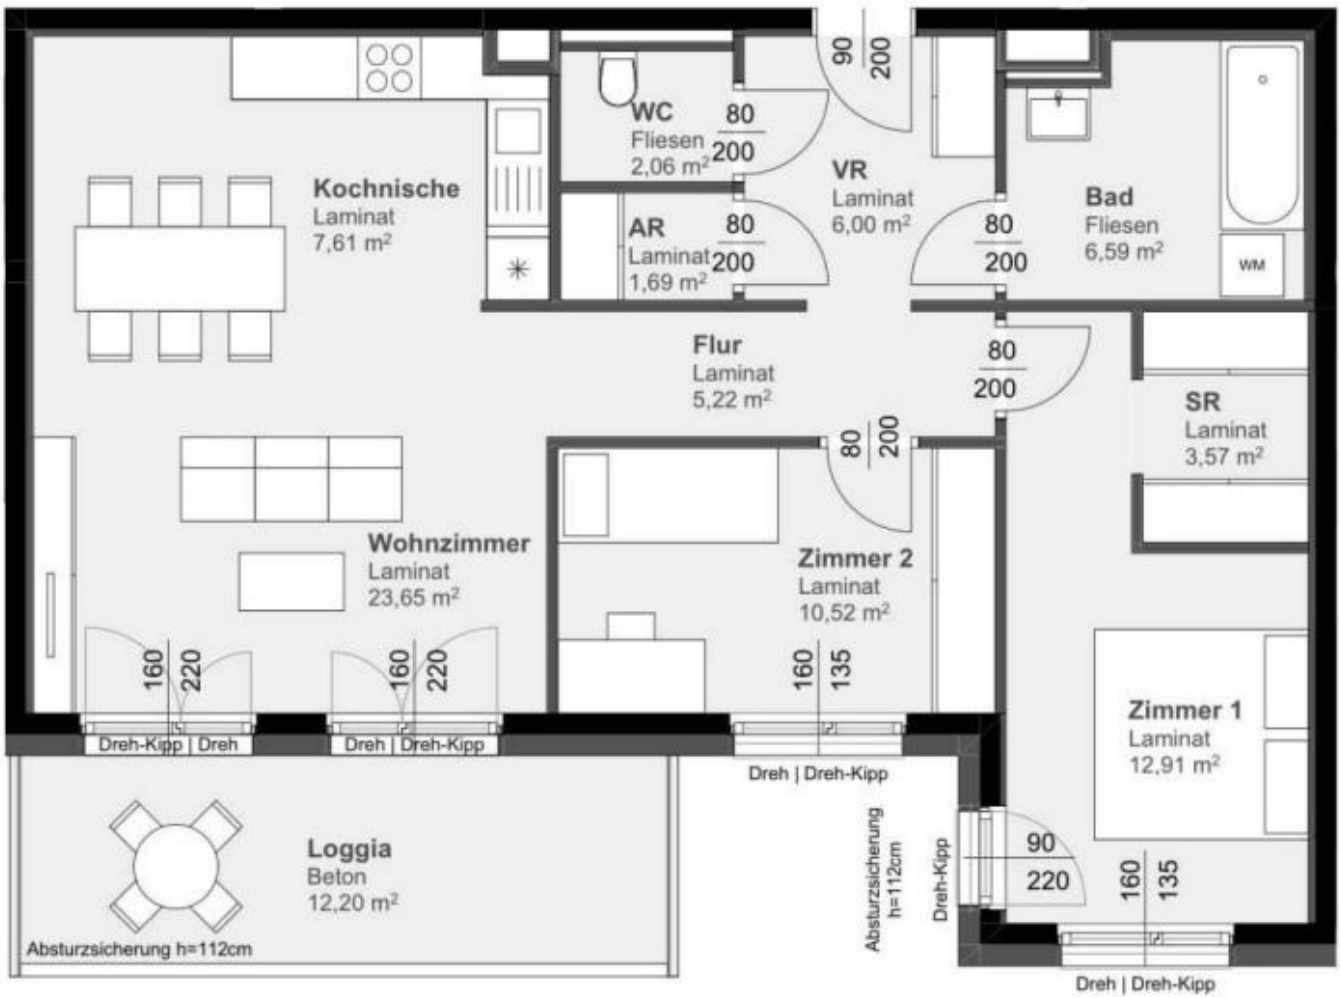 90
200
WC
Fliesen
2,06 m²
80
200
VR
Laminat
6,00 m²
Kochnische
Laminat
7,61 m²
AR
Laminat
1,69 m²
80
200
80
200
Bad
Fliesen
6,59 m²
WM
Flur
Laminat
5,22 m²
80
200
SR
Laminat
3,57 m²
80
200
Wohnzimmer
Laminat
23,65 m²
Zimmer 2
Laminat
10,52 m²
160
220
160
220
160
135
Zimmer 1
Laminat
12,91 m²
Dreh-Kipp | Dreh
Dreh | Dreh-Kipp
Dreh | Dreh-Kipp
Loggia
Beton
12,20 m²
Absturzsicherung
h=112cm
Dreh-Kipp
90
220
160
135
Absturzsicherung h=112cm
Dreh | Dreh-Kipp